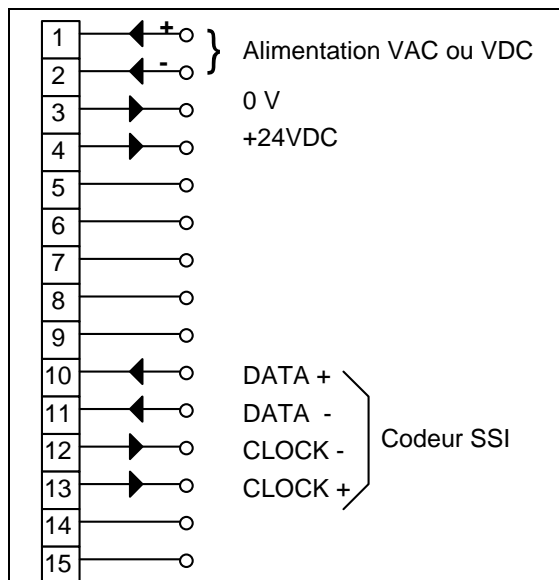 1 + } Alimentation VAC ou VDC
2 -
3 0 V
4 +24VDC
5
6
7
8
9
10 DATA +
11 DATA -
12 CLOCK - Codeur SSI
13 CLOCK +
14
15